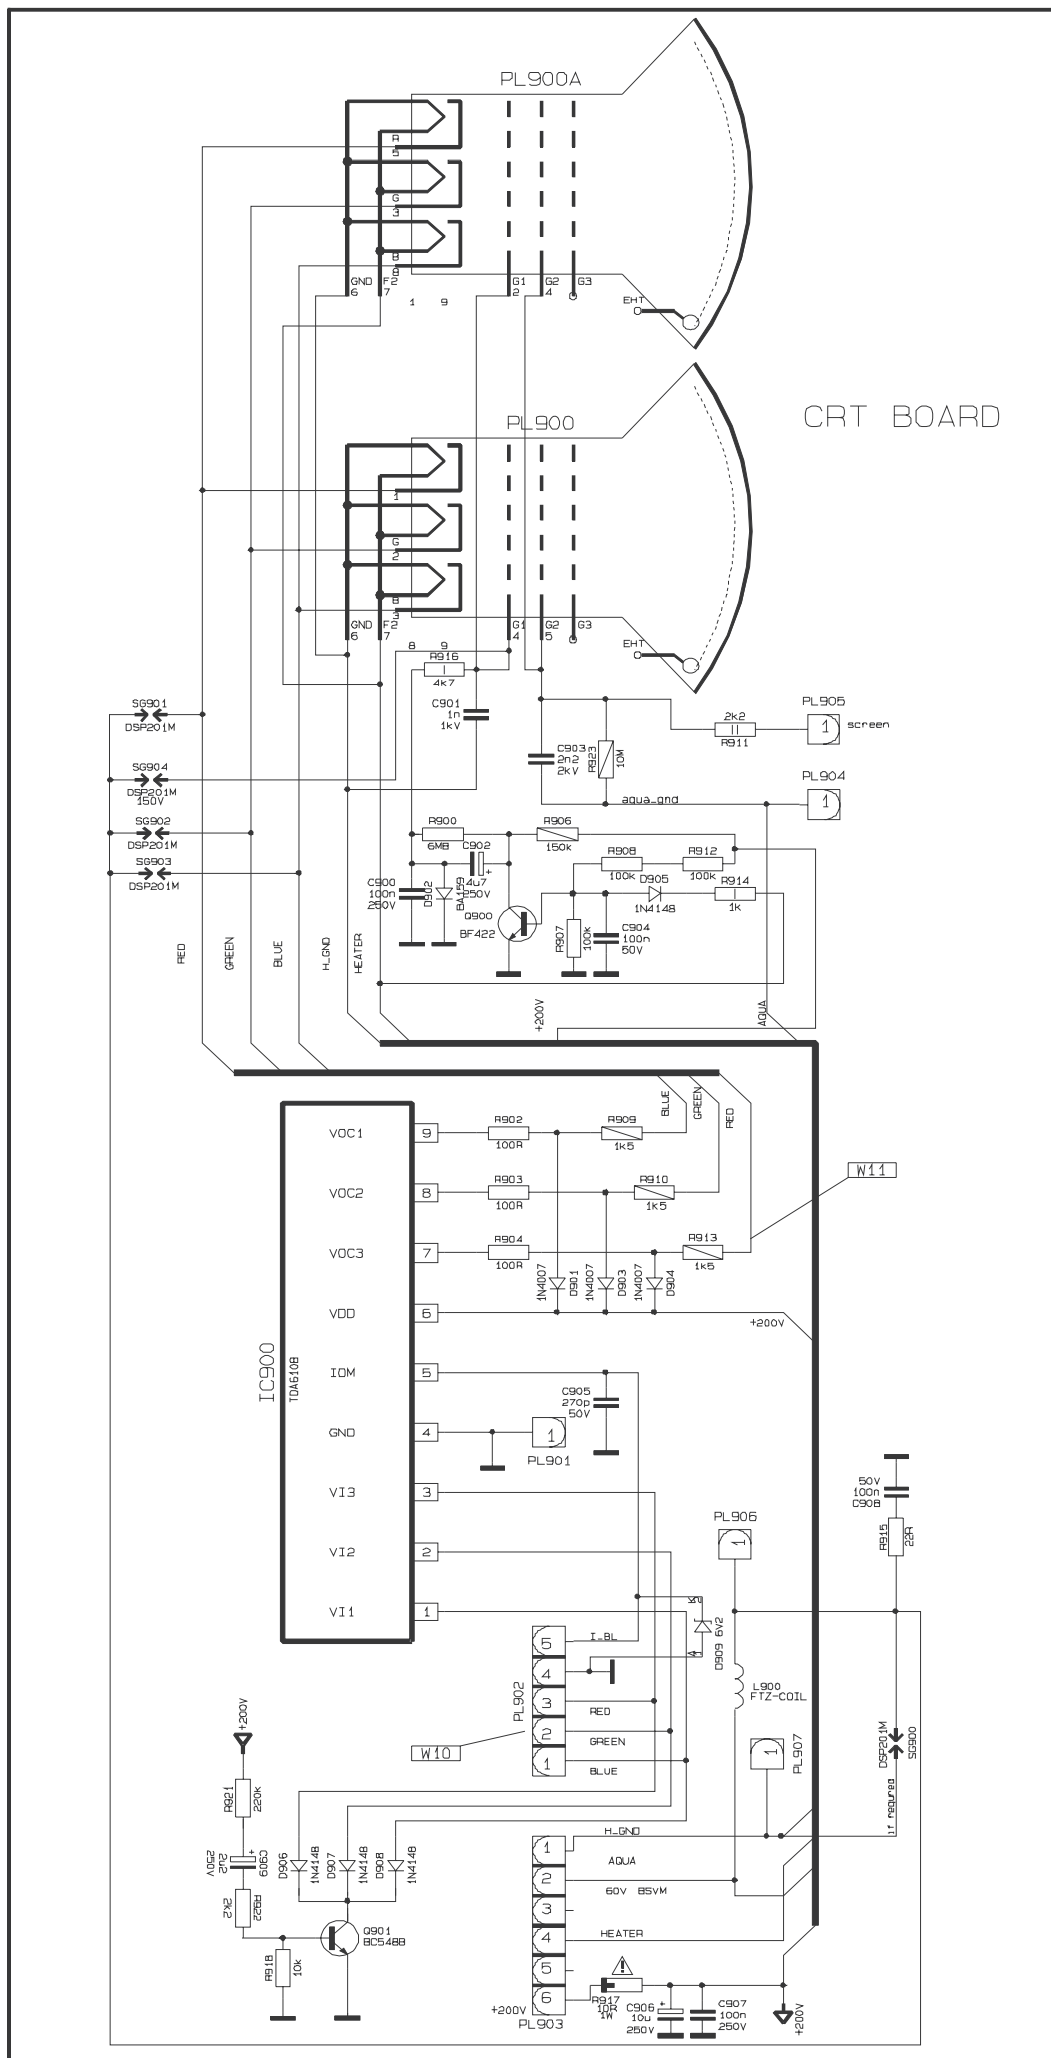 PL900A
R
5
G
3
B
8
GND
6
F2
7
1 9
G1
2
G2
4
G3
EHT
CRT BOARD
PL900
1
G
2
B
3
GND
6
F2
7
8 9
G1
4
G2
5
G3
EHT
R916
4k7
SG901
DSP201M
C901
1n
1kV
C903
2n2
2kV
R923
10M
2k2
R911
PL905
1
screen
SG904
DSP201M
150V
PL904
1
aqua_gnd
SG902
DSP201M
SG903
DSP201M
R900
6M8
R906
150k
C902
4u7
250V
R908
100k
R912
100k
C900
100n
250V
D902
BA159
Q900
BF422
D905
1N4148
R914
1k
R907
100k
C904
100n
50V
RED
GREEN
BLUE
H_GND
HEATER
+200V
AQUA
BLUE
GREEN
RED
IC900
TDA6108
VOC1
9
VOC2
8
VOC3
7
VDD
6
IOM
5
GND
4
VI3
3
VI2
2
VI1
1
R902
100R
R909
1k5
R903
100R
R910
1k5
W11
R904
100R
R913
1k5
1N4007
D901
1N4007
D903
1N4007
D904
+200V
C905
270p
50V
1
PL901
50V
100n
C908
R915
22R
PL906
1
D909 6V2
I_BL
PL902
5
4
3
2
1
RED
GREEN
BLUE
W10
L900
FTZ-COIL
PL907
1
DSP201M
SG900
if requred
+200V
R921
220k
C909
2u2
250V
R922
2k2
D906
1N4148
D907
1N4148
D908
1N4148
Q901
BC548B
R918
10k
1
2
3
4
5
6
H_GND
AQUA
60V 85VM
HEATER
+200V
PL903
R917
10R
1W
C906
10u
250V
C907
100n
250V
+200V